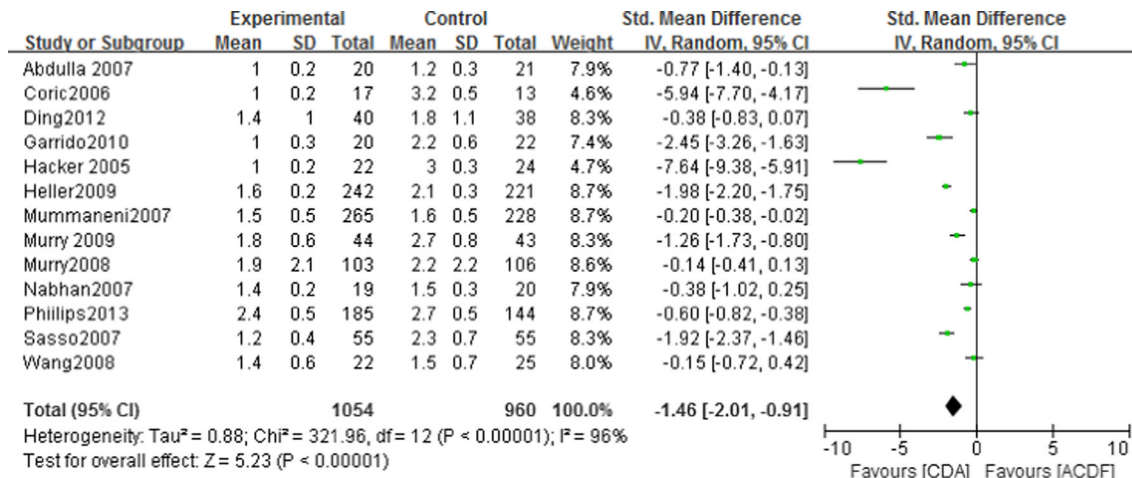 Experimental Control Std. Mean Difference Std. Mean Difference
Study or Subgroup Mean SD Total Mean SD Total Weight IV, Random, 95% CI IV, Random, 95% CI
Abdulla 2007 1 0.2 20 1.2 0.3 21 7.9% -0.77 [-1.40, -0.13]
Coric2006 1 0.2 17 3.2 0.5 13 4.6% -5.94 [-7.70, -4.17]
Ding2012 1.4 1 40 1.8 1.1 38 8.3% -0.38 [-0.83, 0.07]
Garrido2010 1 0.3 20 2.2 0.6 22 7.4% -2.45 [-3.26, -1.63]
Hacker 2005 1 0.2 22 3 0.3 24 4.7% -7.64 [-9.38, -5.91]
Heller2009 1.6 0.2 242 2.1 0.3 221 8.7% -1.98 [-2.20, -1.75]
Mummaneni2007 1.5 0.5 265 1.6 0.5 228 8.7% -0.20 [-0.38, -0.02]
Murry 2009 1.8 0.6 44 2.7 0.8 43 8.3% -1.26 [-1.73, -0.80]
Murry2008 1.9 2.1 103 2.2 2.2 106 8.6% -0.14 [-0.41, 0.13]
Nabhan2007 1.4 0.2 19 1.5 0.3 20 7.9% -0.38 [-1.02, 0.25]
Phiilips2013 2.4 0.5 185 2.7 0.5 144 8.7% -0.60 [-0.82, -0.38]
Sasso2007 1.2 0.4 55 2.3 0.7 55 8.3% -1.92 [-2.37, -1.46]
Wang2008 1.4 0.6 22 1.5 0.7 25 8.0% -0.15 [-0.72, 0.42]
Total (95% CI) 1054 960 100.0% -1.46 [-2.01, -0.91]
Heterogeneity: Tau² = 0.88; Chi² = 321.96, df = 12 (P < 0.00001); I² = 96%
Test for overall effect: Z = 5.23 (P < 0.00001)
-10 -5 0 5 10
Favours [CDA] Favours [ACDF]